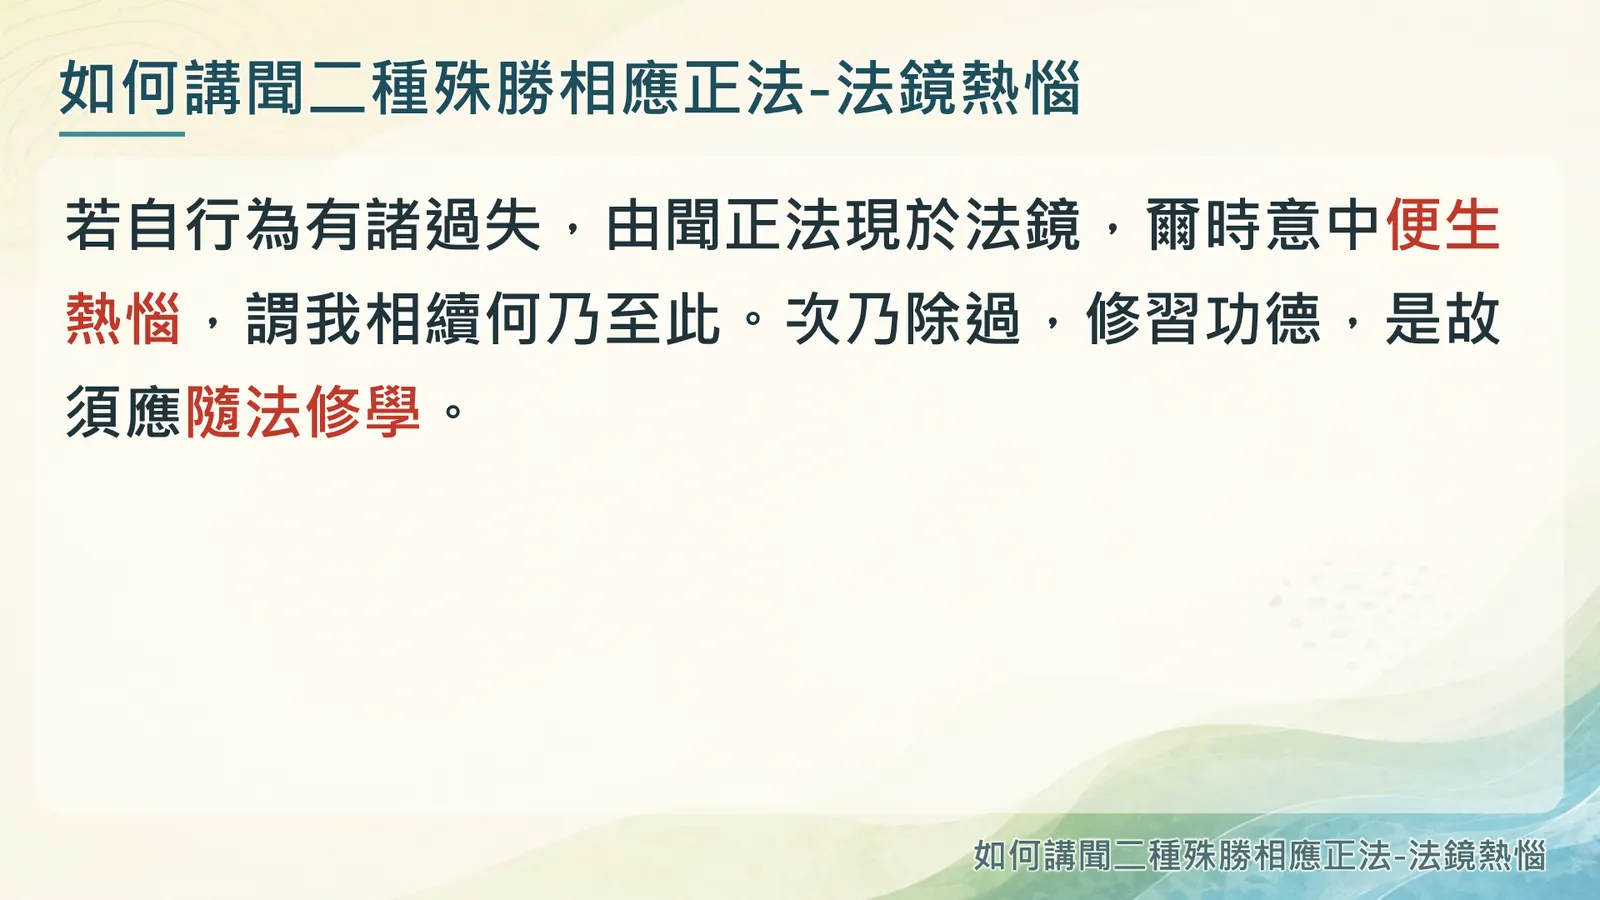 如何講聞二種殊勝相應正法-法鏡熱惱
若自行為有諸過失，由聞正法現於法鏡，爾時意中便生
熱惱，謂我相續何乃至此。次乃除過，修習功德，是故
須應隨法修學。
如何講聞二種殊勝相應正法-法鏡熱惱